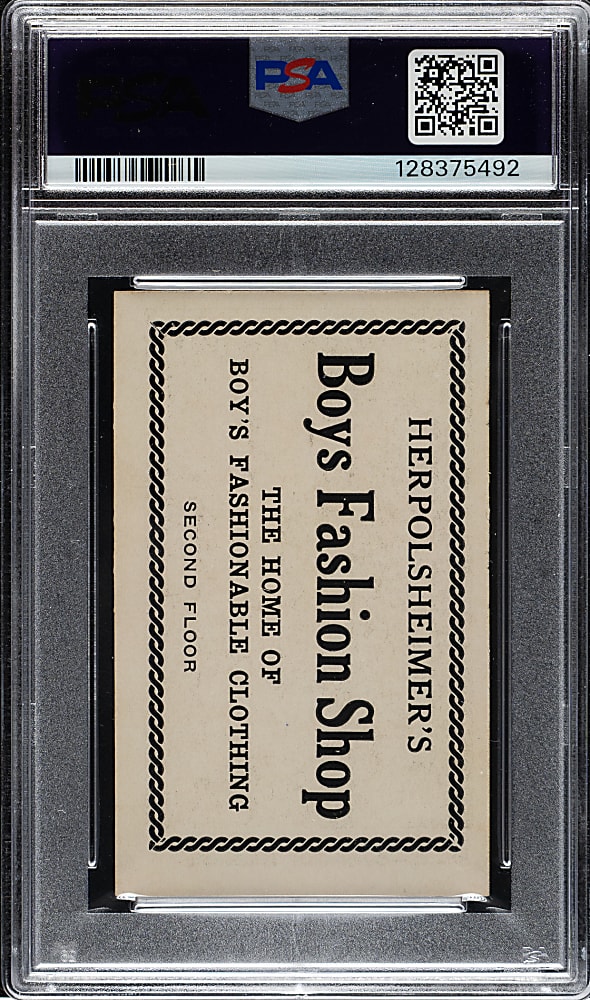 PSA
128375492
HERPOLSHEIMER'S
Boys Fashion Shop
THE HOME OF
BOY'S FASHIONABLE CLOTHING
SECOND FLOOR